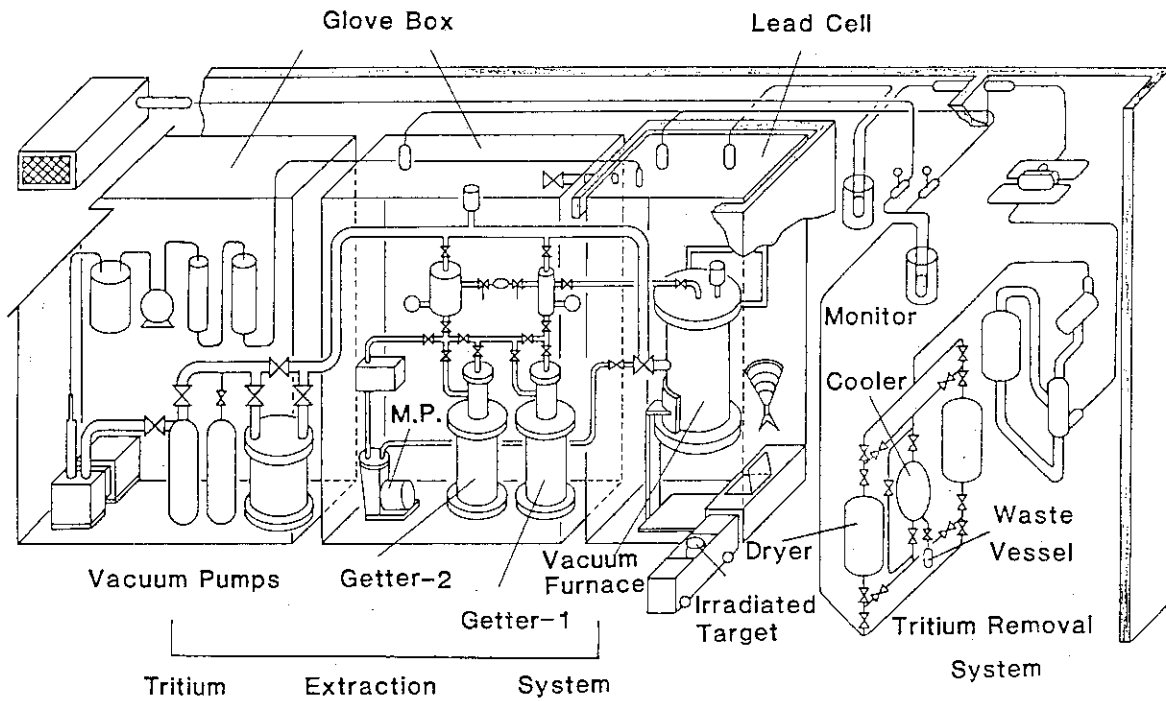 Glove Box
Lead Cell
Monitor
Cooler
M.P.
Waste
Vessel
Dryer
Vacuum Pumps
Getter-2
Vacuum
Furnace
Getter-1
Irradiated
Target
Tritium Removal
System
Tritium Extraction System